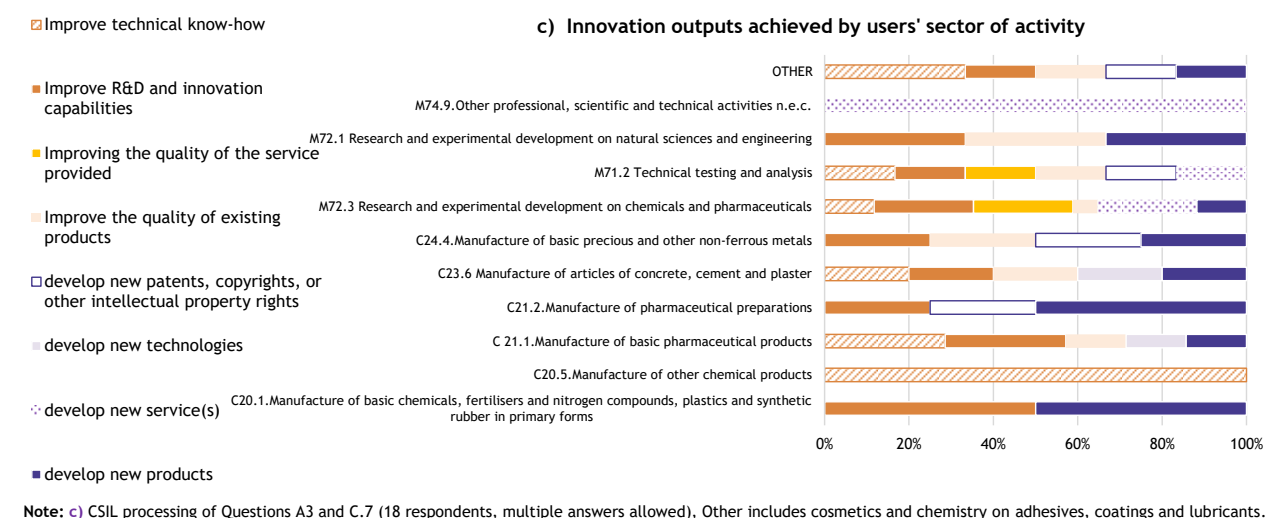 c) Innovation outputs achieved by users' sector of activity
Improve technical know-how
Improve R&D and innovation
capabilities
Improving the quality of the service
provided
Improve the quality of existing
products
develop new patents, copyrights, or
other intellectual property rights
develop new technologies
develop new service(s)
develop new products
OTHER
M74.9.Other professional, scientific and technical activities n.e.c.
M72.1 Research and experimental development on natural sciences and engineering
M71.2 Technical testing and analysis
M72.3 Research and experimental development on chemicals and pharmaceuticals
C24.4.Manufacture of basic precious and other non-ferrous metals
C23.6 Manufacture of articles of concrete, cement and plaster
C21.2.Manufacture of pharmaceutical preparations
C 21.1.Manufacture of basic pharmaceutical products
C20.5.Manufacture of other chemical products
C20.1.Manufacture of basic chemicals, fertilisers and nitrogen compounds, plastics and synthetic
rubber in primary forms
0% 20% 40% 60% 80% 100%
Note: c) CSIL processing of Questions A3 and C.7 (18 respondents, multiple answers allowed), Other includes cosmetics and chemistry on adhesives, coatings and lubricants.